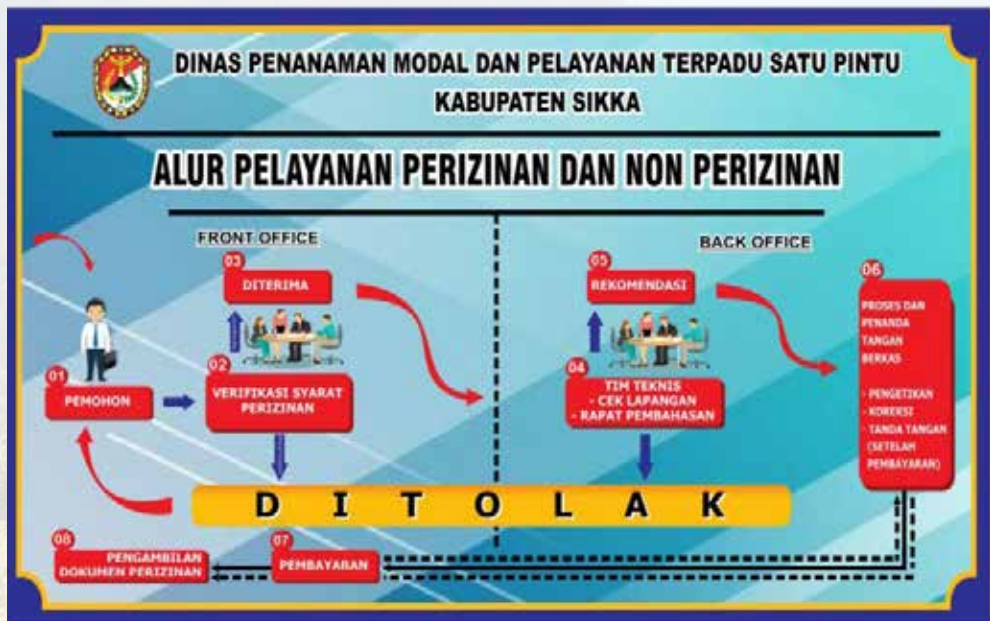 DINAS PENANAMAN MODAL DAN PELAYANAN TERPADU SATU PINTU
KABUPATEN SIKKA
ALUR PELAYANAN PERIZINAN DAN NON PERIZINAN
FRONT OFFICE
03
DITERIMA
01
PEMOHON
02
VERIFIKASI SYARAT
PERIZINAN
BACK OFFICE
05
REKOMENDASI
04
TIM TEKNIS
- CEK LAPANGAN
- RAPAT PEMBAHASAN
06
PROSES DAN
PENANDA
TANGAN
BERKAS
- PENGETIKAN
- KOREKSI
- TANDA TANGAN
(SETELAH
PEMBAYARAN)
DITOLAK
08
PENGAMBILAN
DOKUMEN PERIZINAN
07
PEMBAYARAN